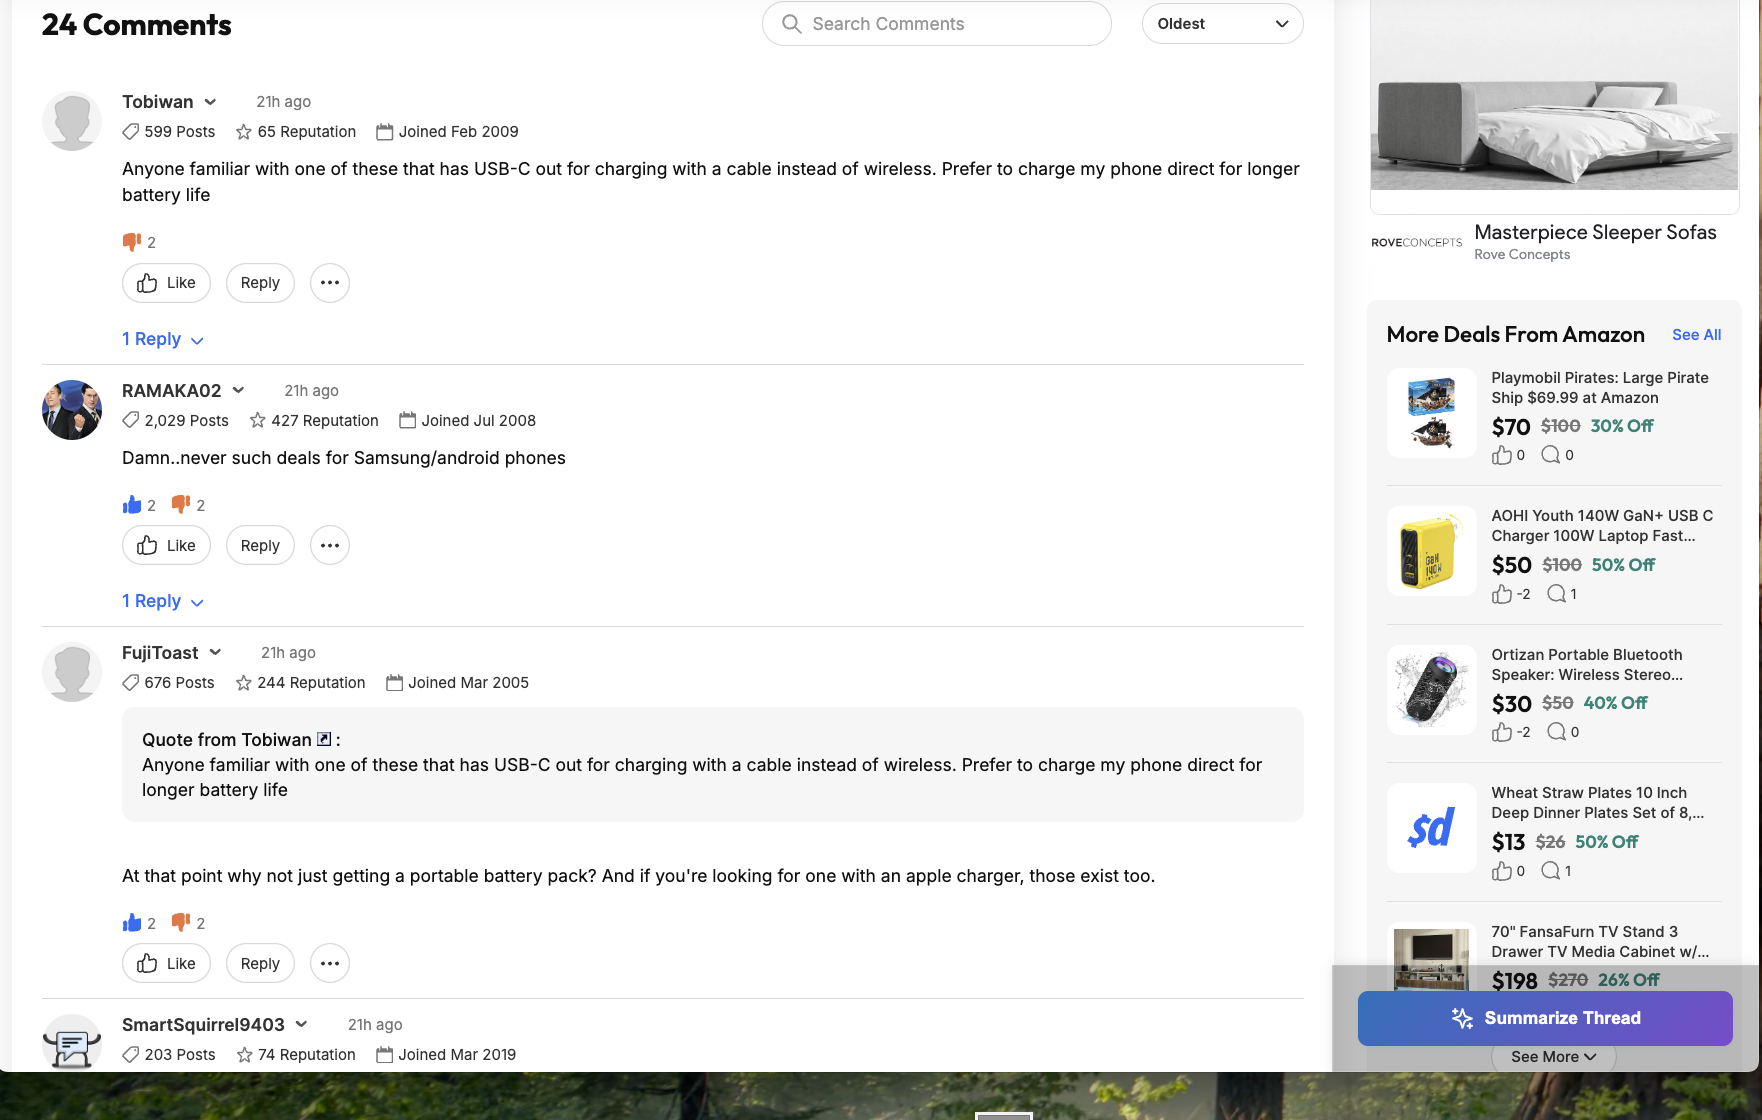 24 Comments
Search Comments
Oldest
Tobiwan
21h ago
599 Posts
65 Reputation
Joined Feb 2009
Anyone familiar with one of these that has USB-C out for charging with a cable instead of wireless. Prefer to charge my phone direct for longer
battery life
2
Like
Reply
1 Reply
RAMAKA02
21h ago
2,029 Posts
427 Reputation
Joined Jul 2008
Damn..never such deals for Samsung/android phones
2
2
Like
Reply
1 Reply
FujiToast
21h ago
676 Posts
244 Reputation
Joined Mar 2005
Quote from Tobiwan :
Anyone familiar with one of these that has USB-C out for charging with a cable instead of wireless. Prefer to charge my phone direct for
longer battery life
At that point why not just getting a portable battery pack? And if you're looking for one with an apple charger, those exist too.
2
2
Like
Reply
SmartSquirrel9403
21h ago
203 Posts
74 Reputation
Joined Mar 2019
ROVECONCEPTS
Masterpiece Sleeper Sofas
Rove Concepts
More Deals From Amazon
See All
Playmobil Pirates: Large Pirate
Ship $69.99 at Amazon
$70 $100 30% Off
0 0
AOHI Youth 140W GaN+ USB C
Charger 100W Laptop Fast...
$50 $100 50% Off
-2 1
GaN
140W
Ortizan Portable Bluetooth
Speaker: Wireless Stereo...
$30 $50 40% Off
-2 0
Wheat Straw Plates 10 Inch
Deep Dinner Plates Set of 8,...
$13 $26 50% Off
0 1
$d
70" FansaFurn TV Stand 3
Drawer TV Media Cabinet w/...
$198 $270 26% Off
Summarize Thread
See More